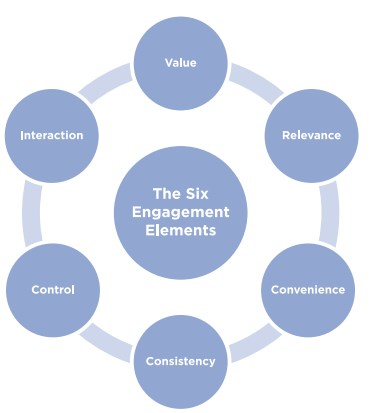 Value
Relevance
Convenience
Consistency
Control
Interaction
The Six
Engagement
Elements